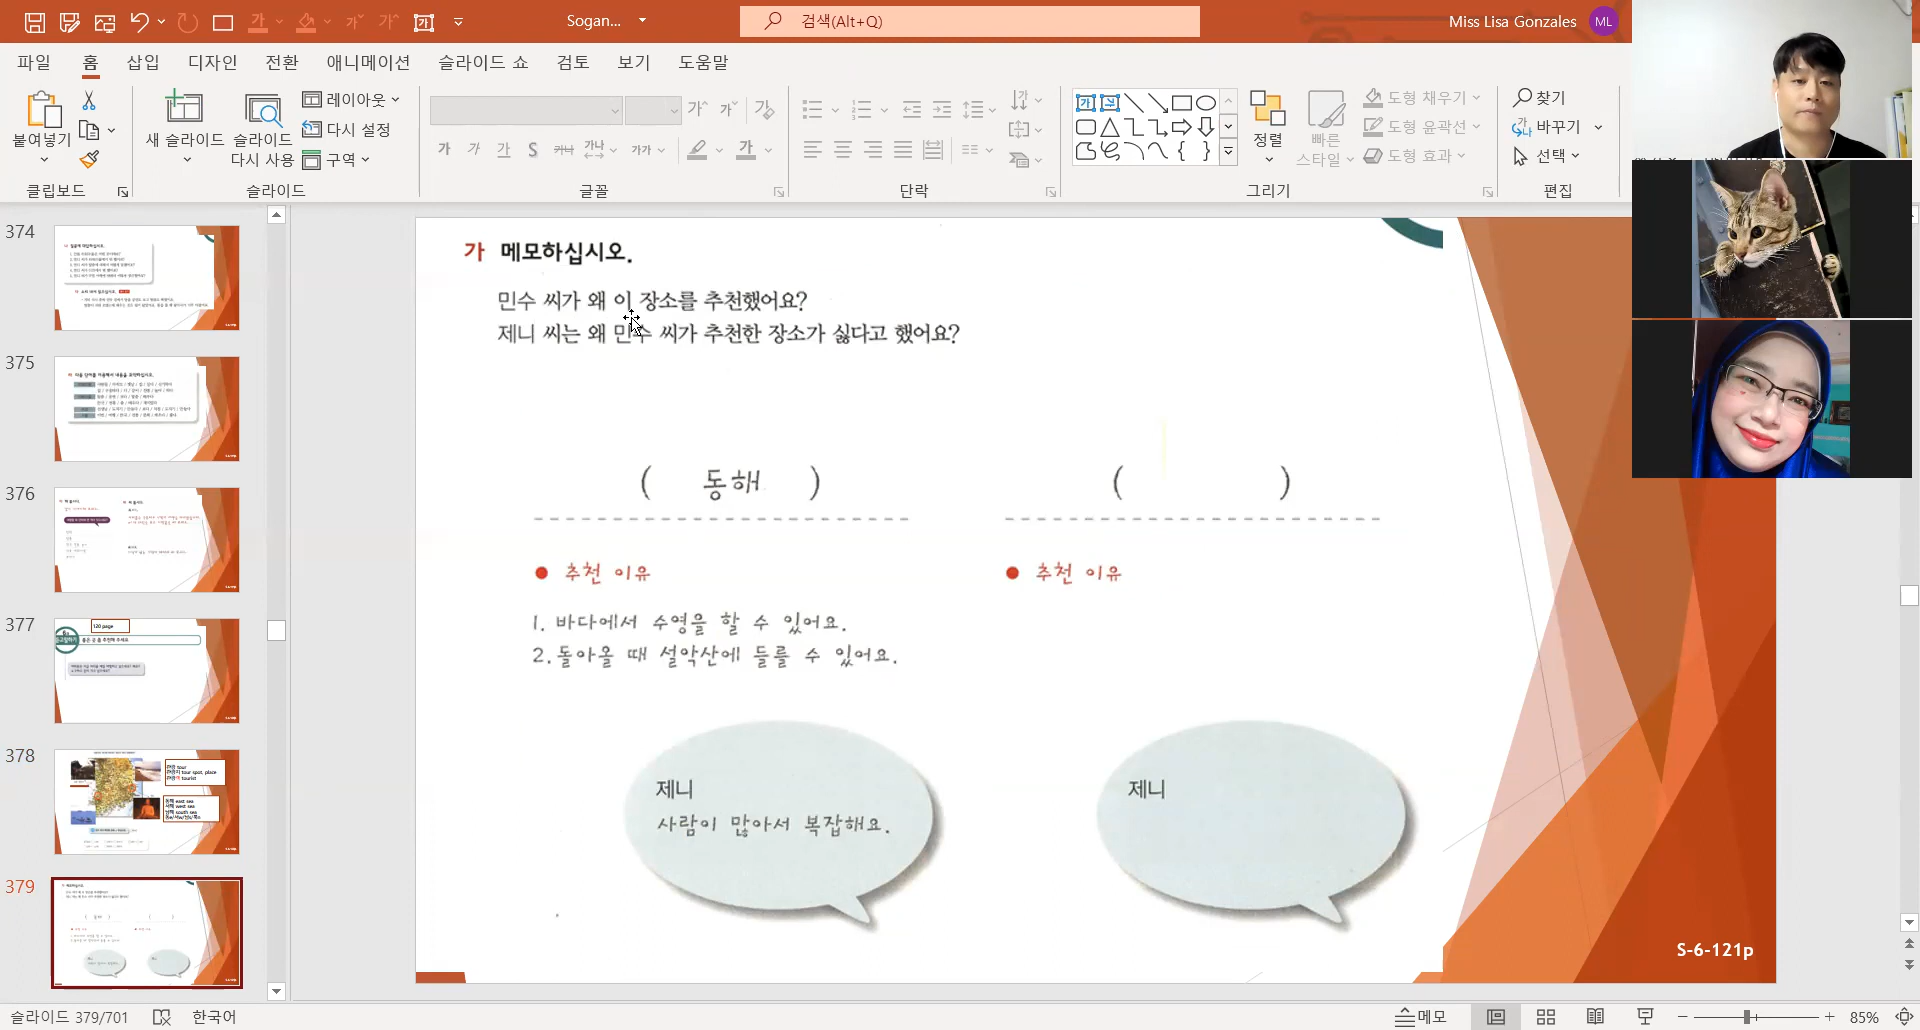 Sogan...
검색(Alt+Q)
Miss Lisa Gonzales
ML
파일 홈 삽입 디자인 전환 애니메이션 슬라이드 쇼 검토 보기 도움말
붙여넣기
새 슬라이드
슬라이드 다시 사용
레이아웃
다시 설정
구역
정렬
빠른 스타일
도형 채우기
도형 윤곽선
도형 효과
찾기
바꾸기
선택
클립보드
슬라이드
글꼴
단락
그리기
편집
374
375
376
377
120 page
378
379
가 메모하십시오.
민수 씨가 왜 이 장소를 추천했어요?
제니 씨는 왜 민수 씨가 추천한 장소가 싫다고 했어요?
( 동해 )
( )
● 추천 이유
1. 바다에서 수영을 할 수 있어요.
2. 돌아올 때 설악산에 들를 수 있어요.
● 추천 이유
제니
사람이 많아서 복잡해요.
제니
S-6-121p
슬라이드 379/701
한국어
메모
85%